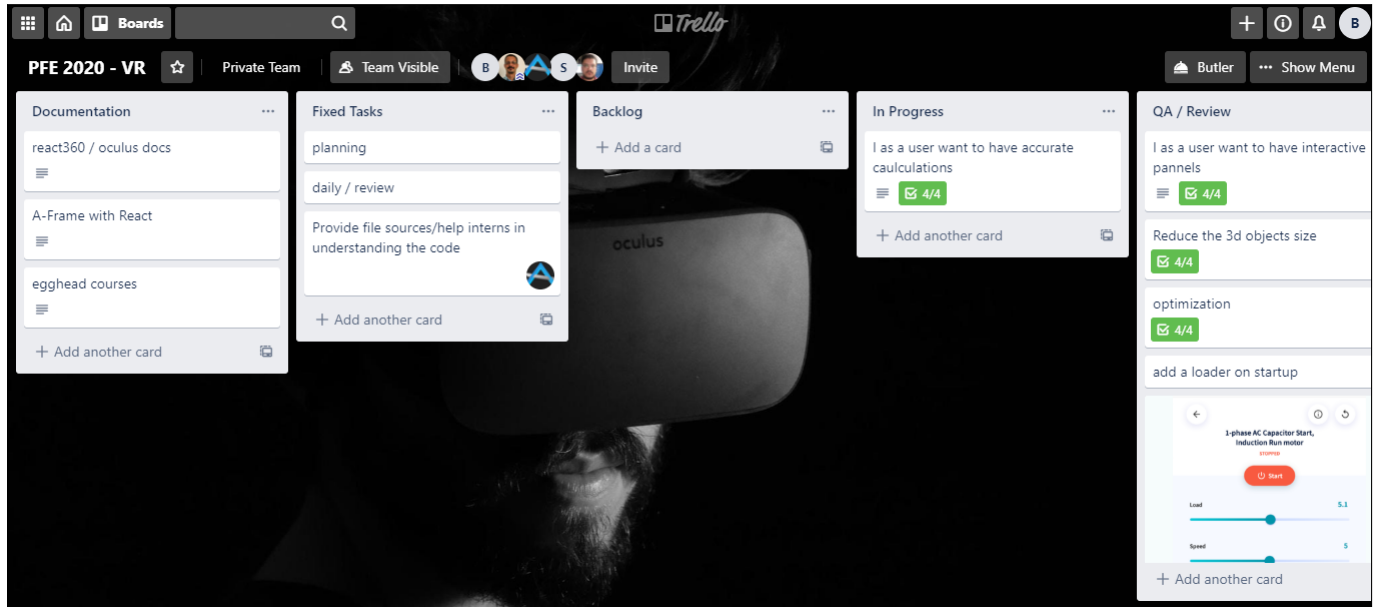 Boards
Trello
B
PFE 2020 - VR
Private Team
Team Visible
B
S
Invite
Butler
Show Menu
Documentation
react360 / oculus docs
A-Frame with React
egghead courses
+ Add another card
Fixed Tasks
planning
daily / review
Provide file sources/help interns in
understanding the code
+ Add another card
Backlog
+ Add a card
In Progress
I as a user want to have accurate
caulculations
4/4
+ Add another card
QA / Review
I as a user want to have interactive
pannels
4/4
Reduce the 3d objects size
4/4
optimization
4/4
add a loader on startup
1-phase AC Capacitor Start,
Induction Run motor
STOPPED
Start
Load 5.1
Speed 5
+ Add another card
oculus